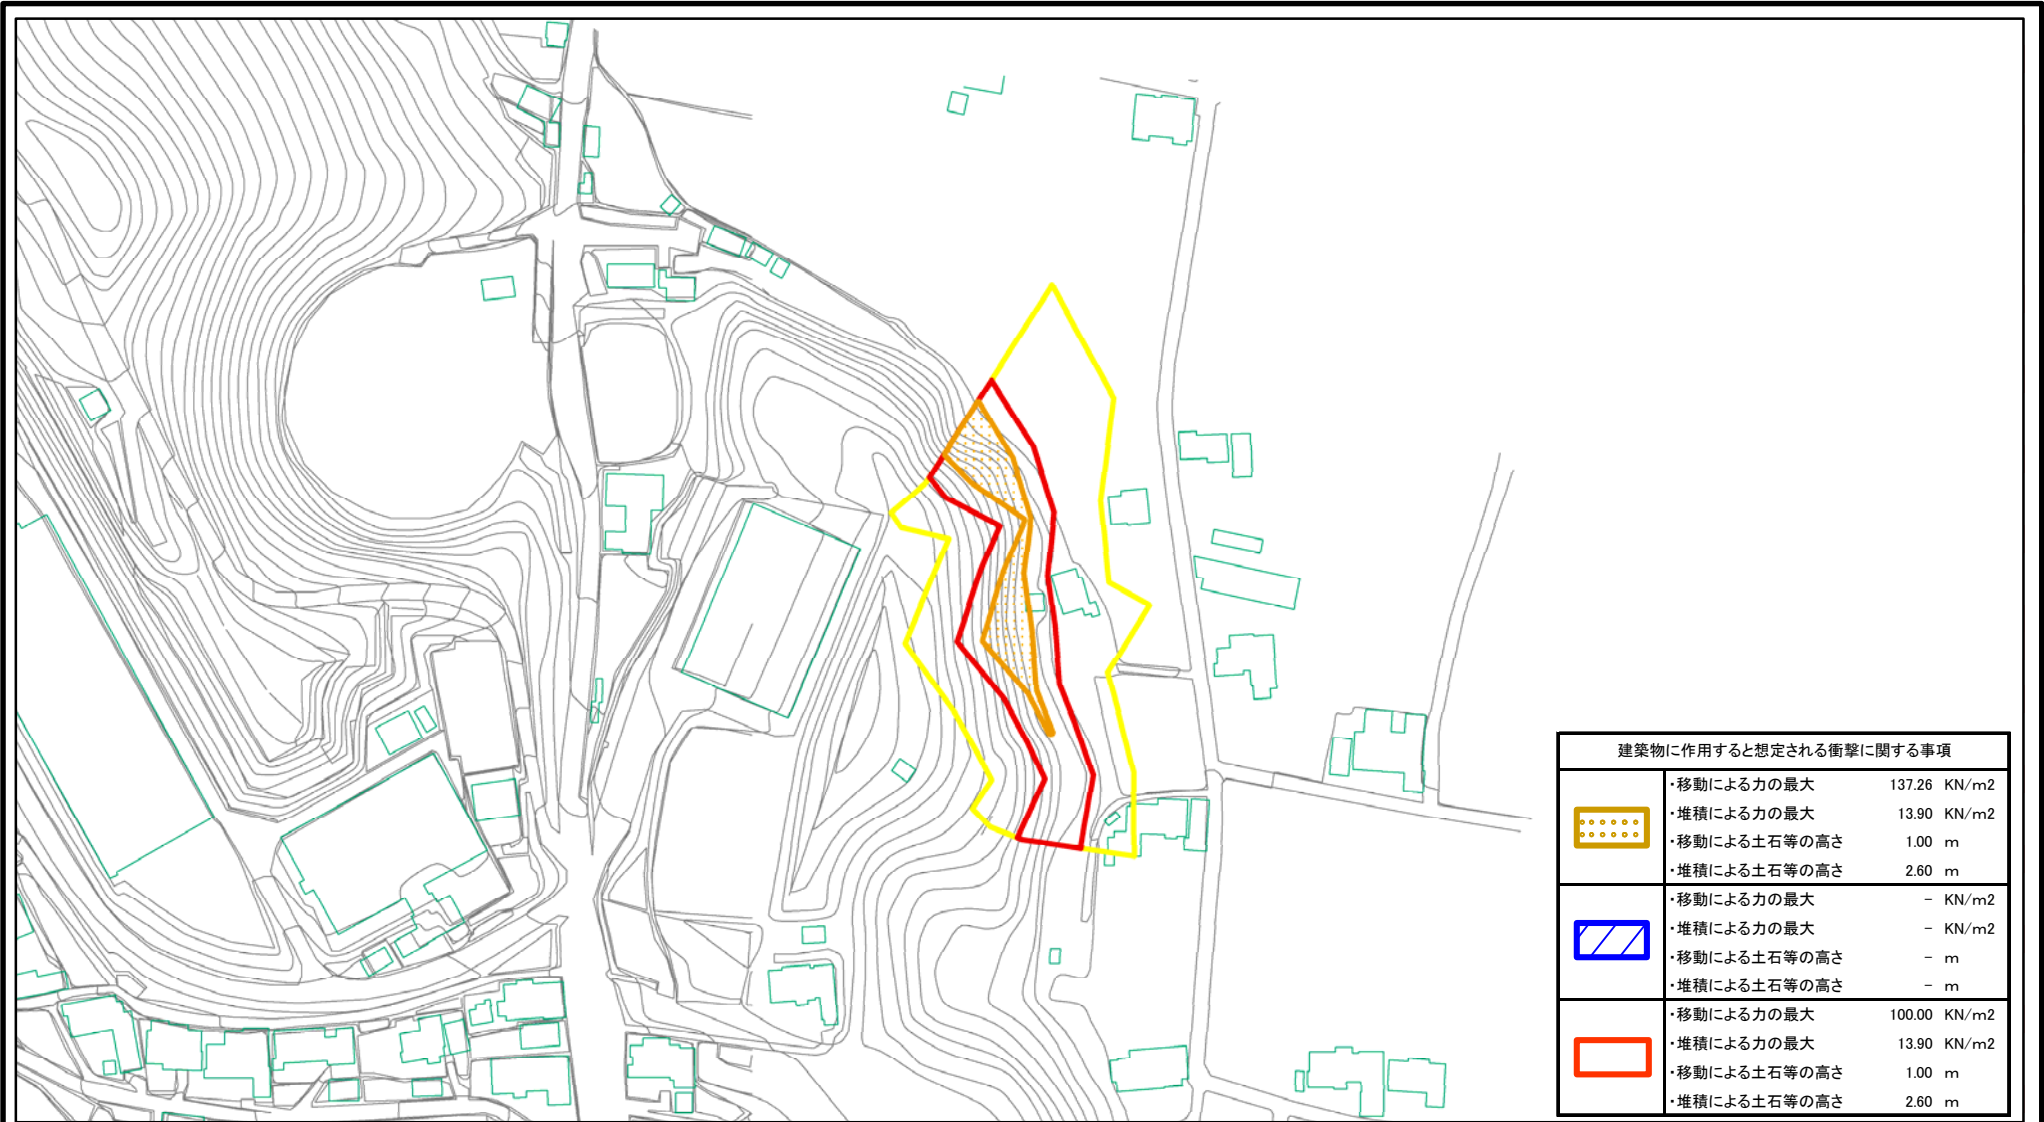 建築物に作用すると想定される衝撃に関する事項
・移動による力の最大 137.26 KN/m2
・堆積による力の最大 13.90 KN/m2
・移動による土石等の高さ 1.00 m
・堆積による土石等の高さ 2.60 m
・移動による力の最大 － KN/m2
・堆積による力の最大 － KN/m2
・移動による土石等の高さ － m
・堆積による土石等の高さ － m
・移動による力の最大 100.00 KN/m2
・堆積による力の最大 13.90 KN/m2
・移動による土石等の高さ 1.00 m
・堆積による土石等の高さ 2.60 m